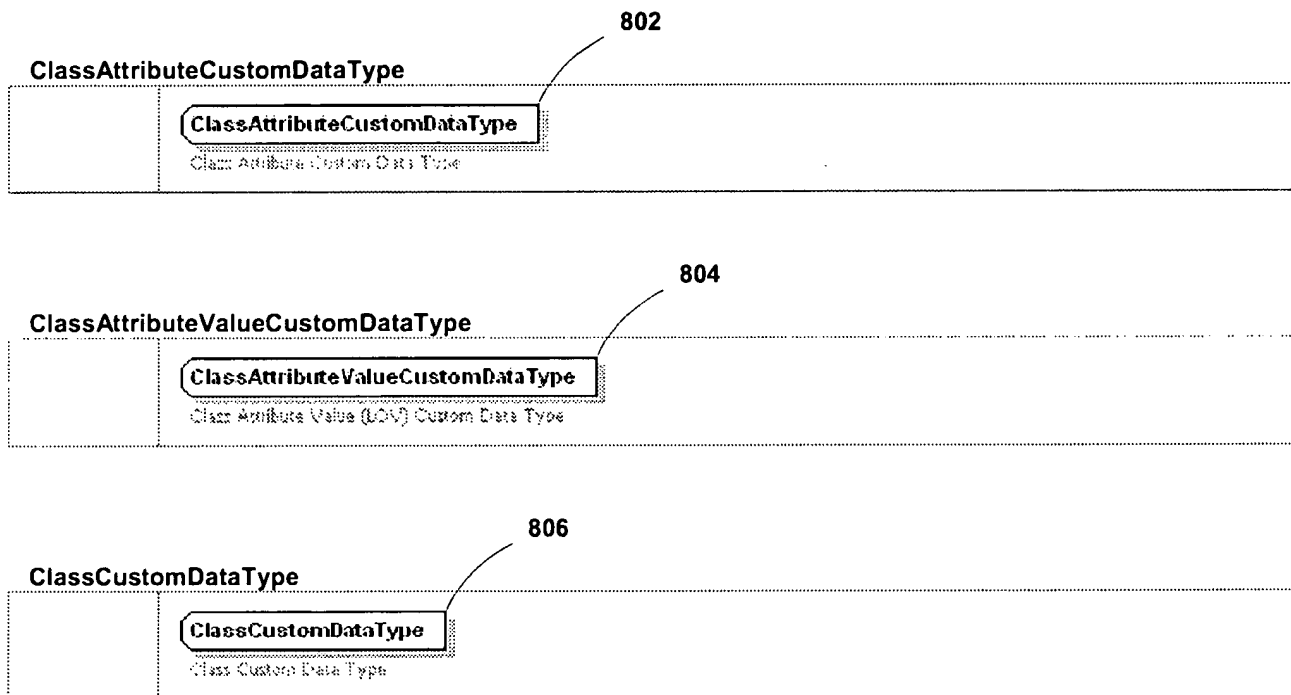 802
ClassAttributeCustomDataType
ClassAttributeCustomDataType
Class Attribute Custom Data Type
804
ClassAttributeValueCustomDataType
ClassAttributeValueCustomDataType
Class Attribute Value (LOV) Custom Data Type
806
ClassCustomDataType
ClassCustomDataType
Class Custom Data Type